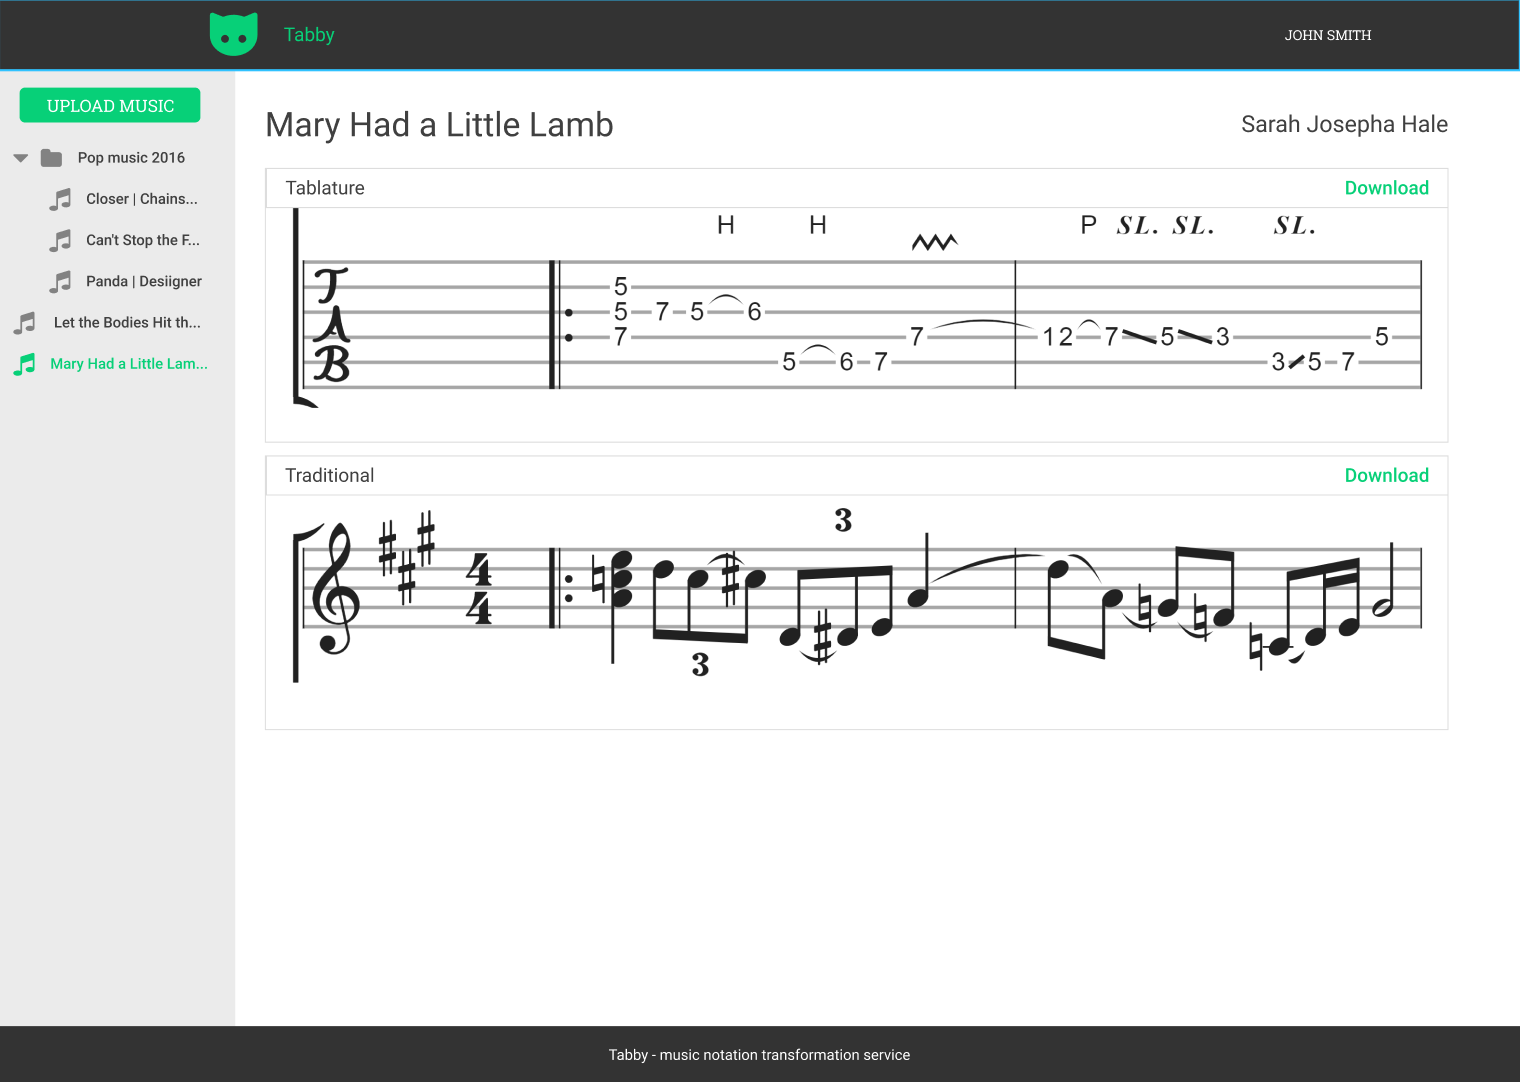 Tabby
JOHN SMITH
UPLOAD MUSIC
Pop music 2016
Closer | Chains...
Can't Stop the F...
Panda | Desiigner
Let the Bodies Hit th...
Mary Had a Little Lam...
Mary Had a Little Lamb
Sarah Josepha Hale
Tablature
Download
H H P SL. SL. SL.
T
A
B
5
5 7 5 6
7 7 12 7 5 3 5
5 6 7 3 5 7
Traditional
Download
3
4
4
3
Tabby - music notation transformation service